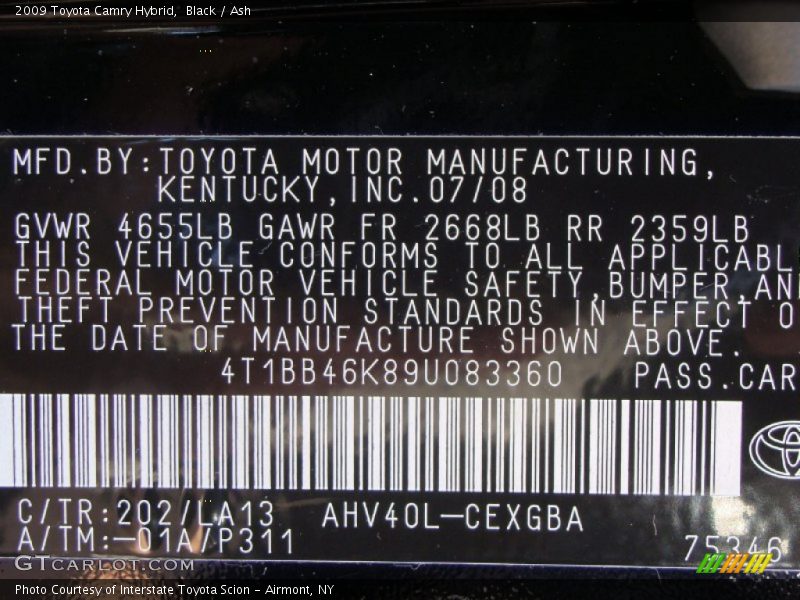 2009 Toyota Camry Hybrid, Black / Ash
MFD.BY:TOYOTA MOTOR MANUFACTURING,
KENTUCKY,INC.07/08
GVWR 4655LB GAWR FR 2668LB RR 2359LB
THIS VEHICLE CONFORMS TO ALL APPLICABL
FEDERAL MOTOR VEHICLE SAFETY,BUMPER,AN
THEFT PREVENTION STANDARDS IN EFFECT O
THE DATE OF MANUFACTURE SHOWN ABOVE.
4T1BB46K89U083360 PASS.CAR
C/TR:202/LA13 AHV40L-CEXGBA
A/TM:-01A/P311 75346
GTCARLOT.COM
Photo Courtesy of Interstate Toyota Scion - Airmont, NY